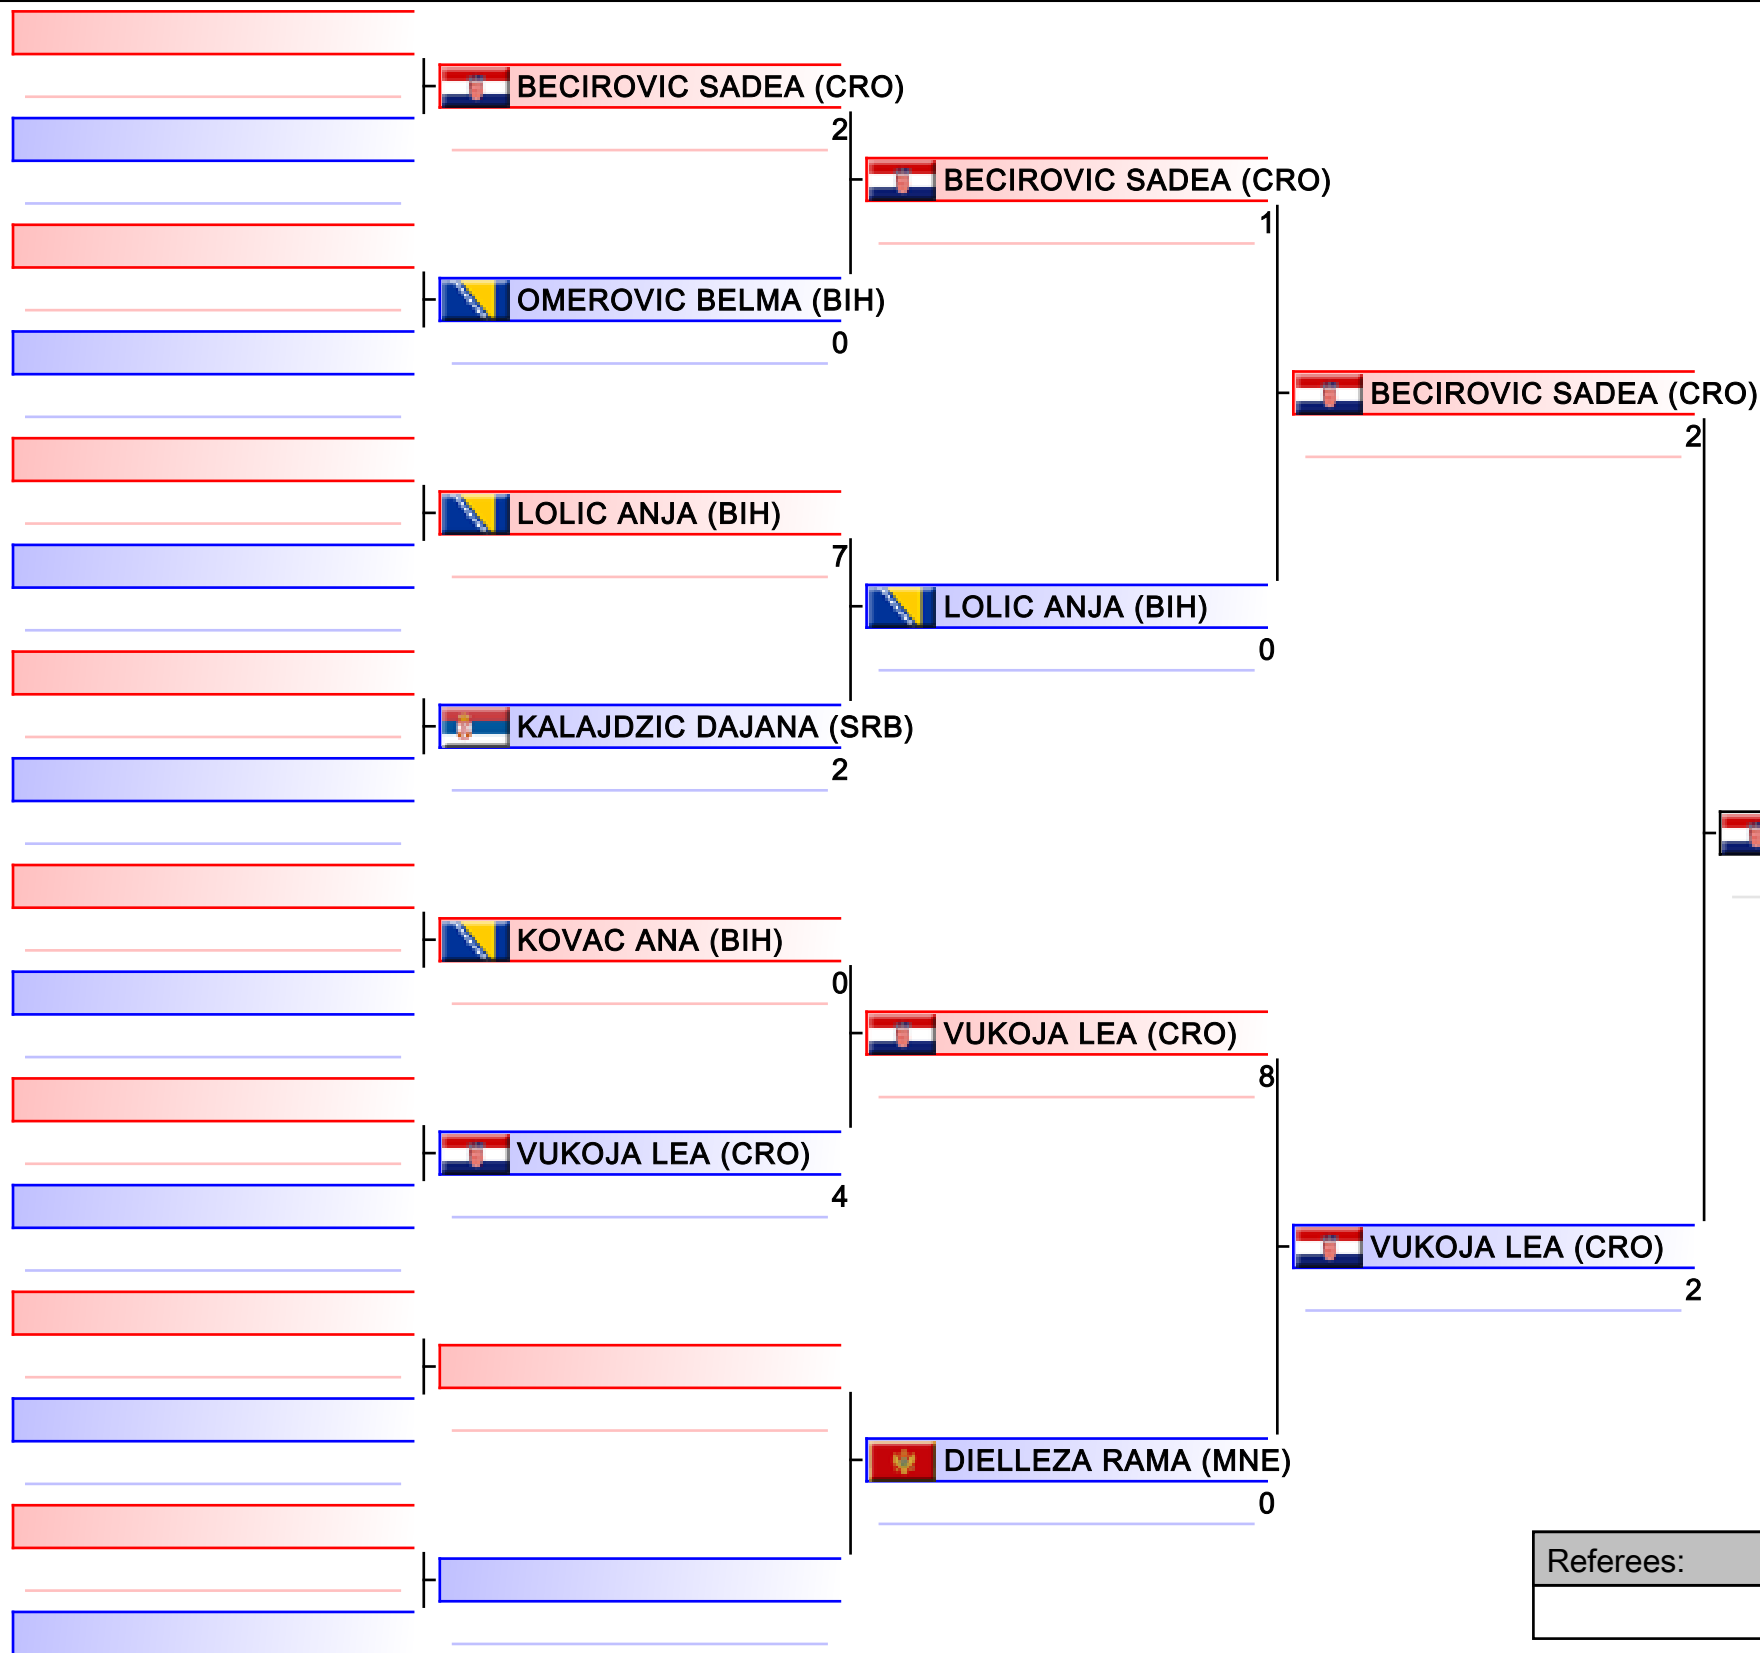 BECIROVIC SADEA (CRO)
2
OMEROVIC BELMA (BIH)
0
LOLIC ANJA (BIH)
7
KALAJDZIC DAJANA (SRB)
2
KOVAC ANA (BIH)
0
VUKOJA LEA (CRO)
4
BECIROVIC SADEA (CRO)
1
LOLIC ANJA (BIH)
0
VUKOJA LEA (CRO)
8
DIELLEZA RAMA (MNE)
0
BECIROVIC SADEA (CRO)
2
VUKOJA LEA (CRO)
2
Referees: